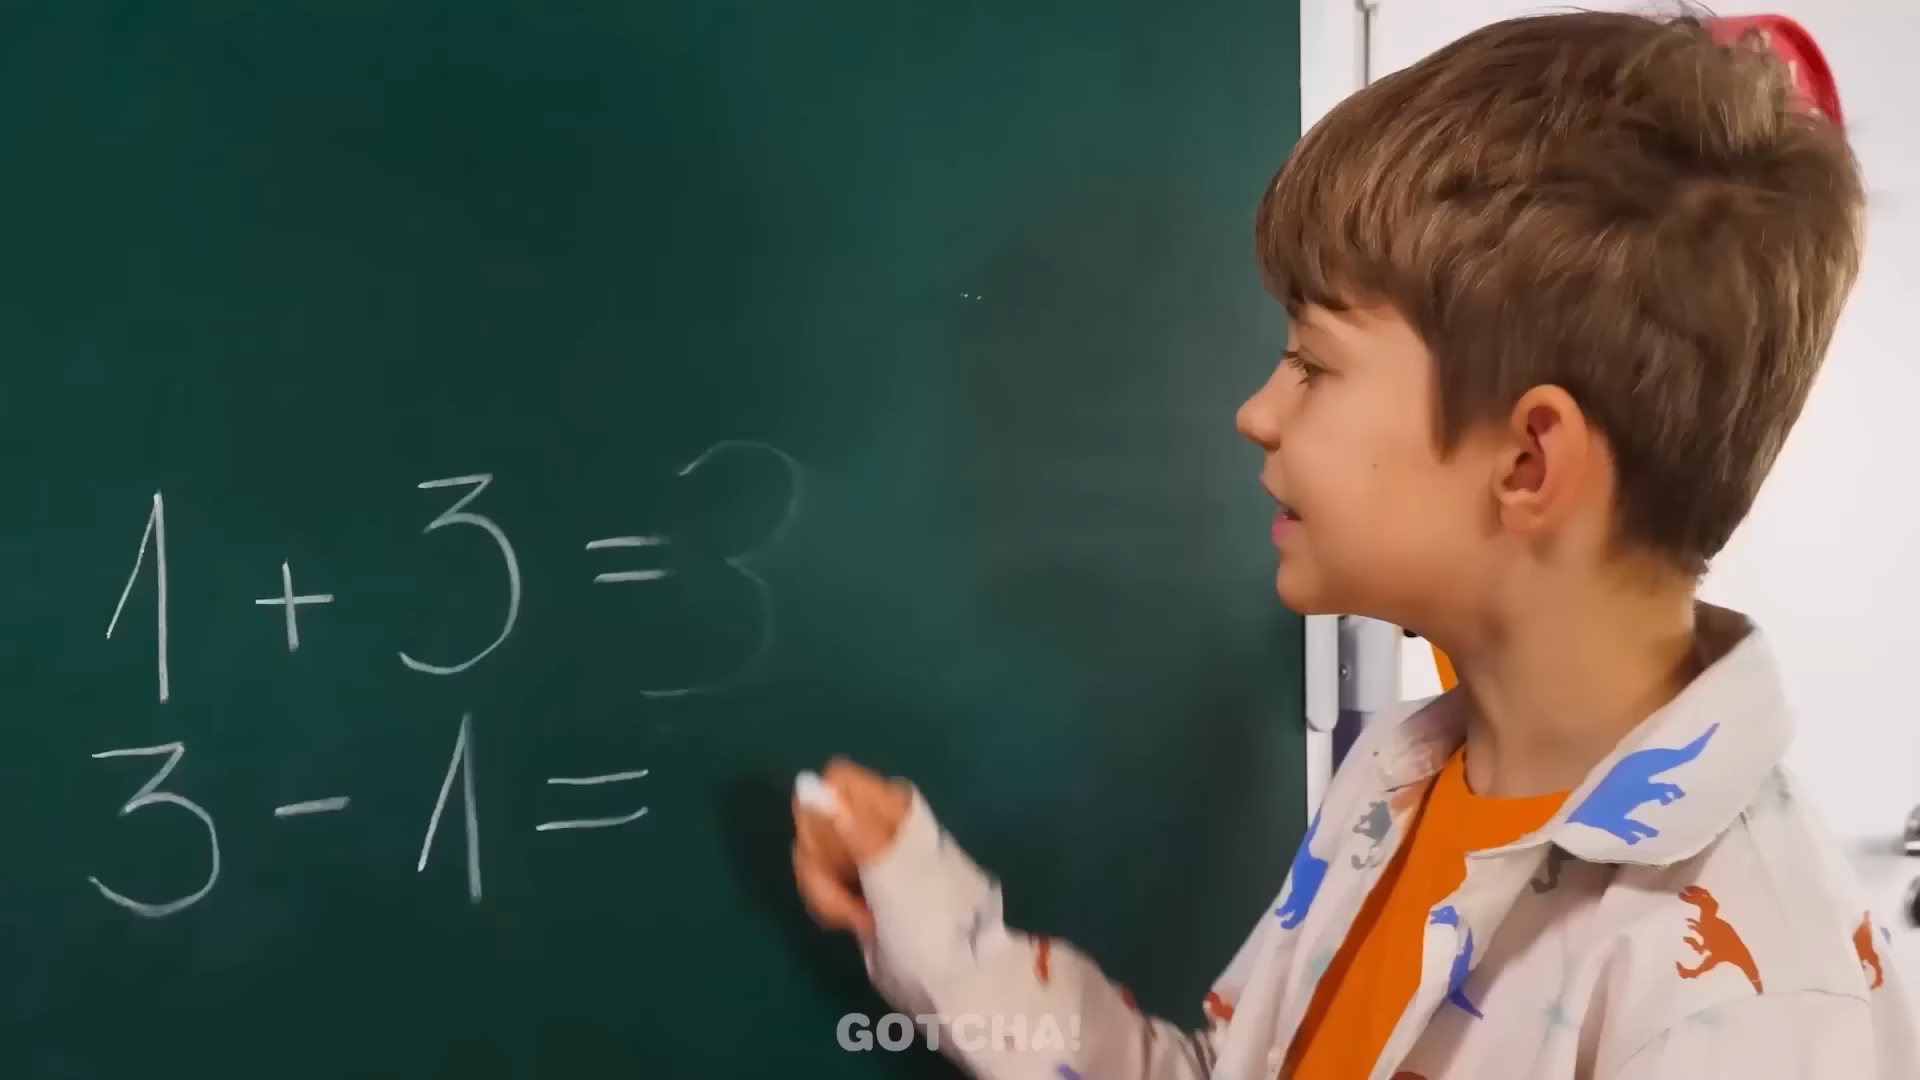 1 + 3 = 3
3 - 1 =
GOTCHA!